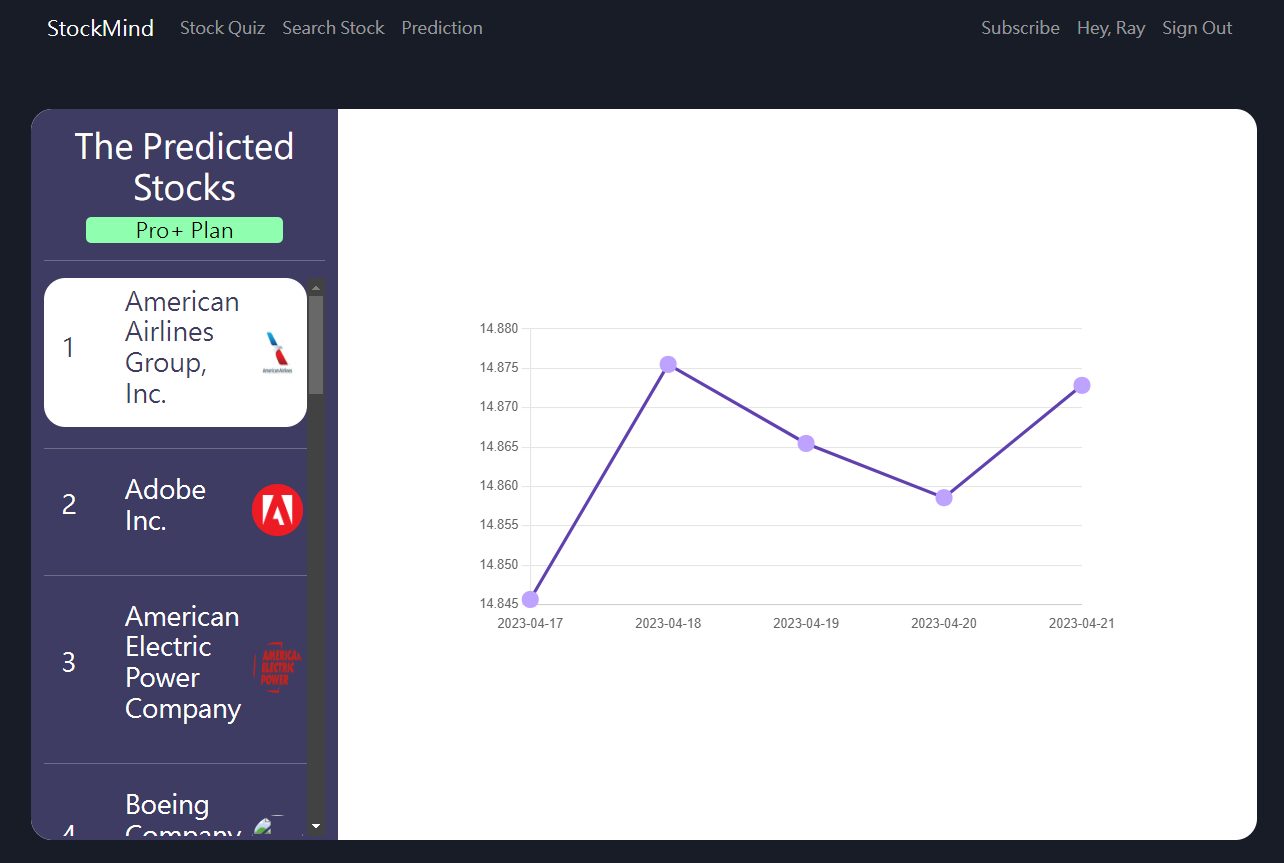 StockMind Stock Quiz Search Stock Prediction Subscribe Hey, Ray Sign Out
The Predicted
Stocks
Pro+ Plan
1
American
Airlines
Group,
Inc.
2
Adobe
Inc.
3
American
Electric
Power
Company
AMERICAN
ELECTRIC
POWER
4
Boeing
Company
14.880
14.875
14.870
14.865
14.860
14.855
14.850
14.845
2023-04-17 2023-04-18 2023-04-19 2023-04-20 2023-04-21